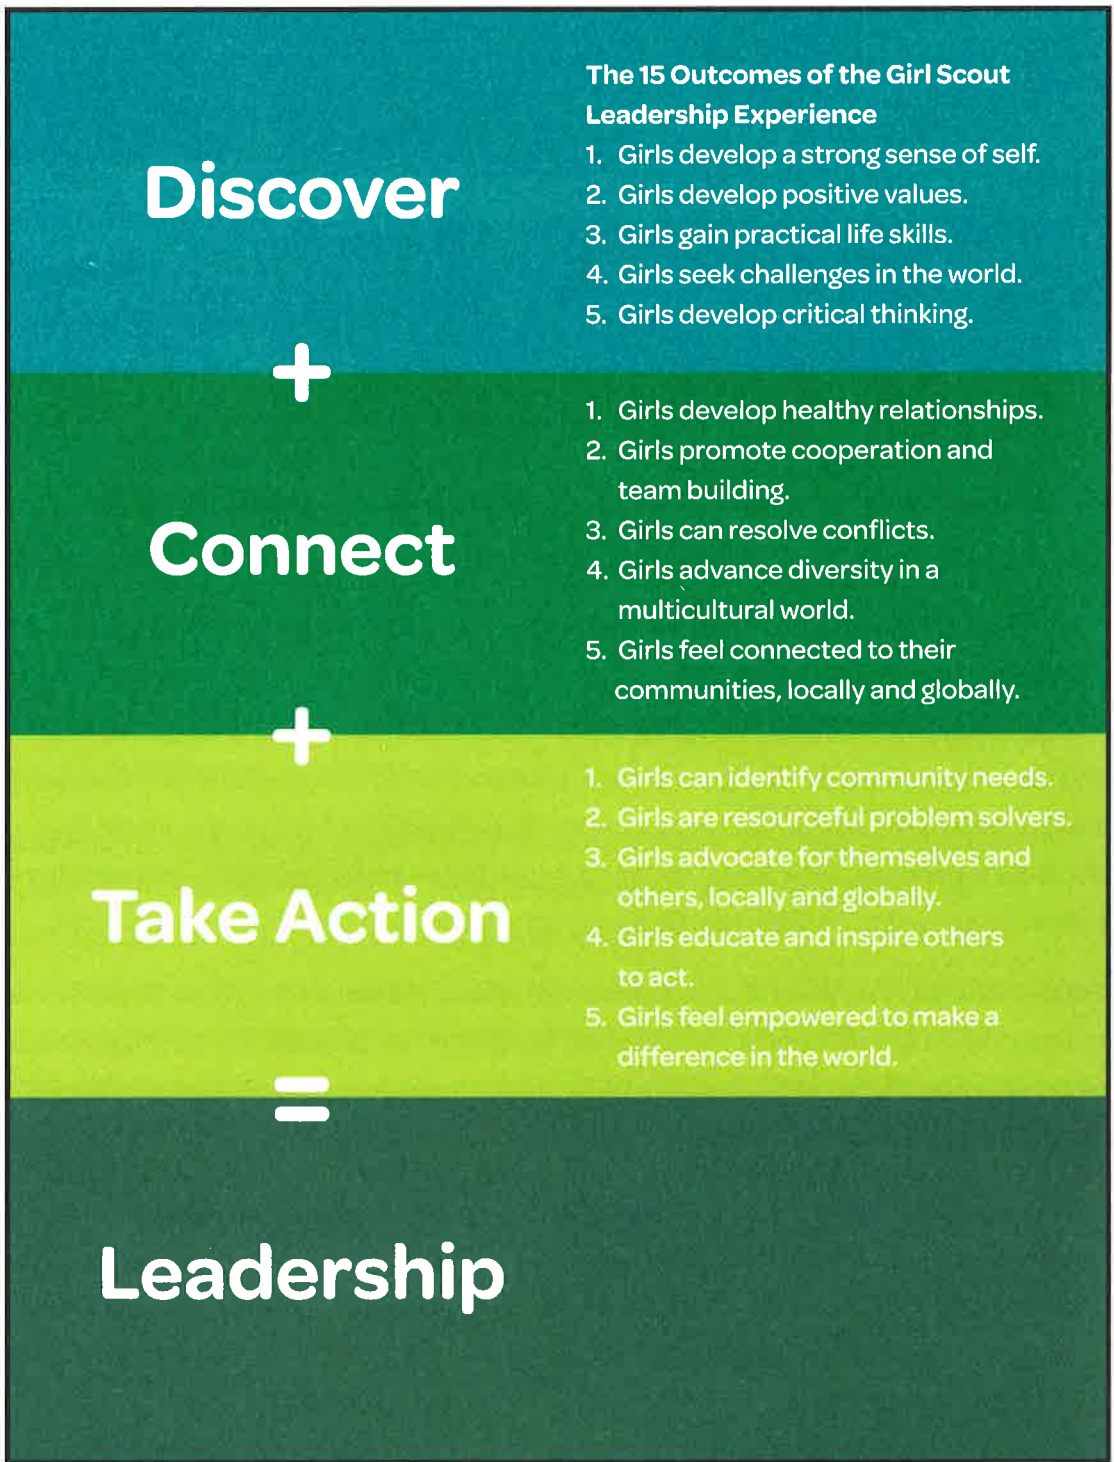 Discover
The 15 Outcomes of the Girl Scout
Leadership Experience
1. Girls develop a strong sense of self.
2. Girls develop positive values.
3. Girls gain practical life skills.
4. Girls seek challenges in the world.
5. Girls develop critical thinking.
+
Connect
1. Girls develop healthy relationships.
2. Girls promote cooperation and
team building.
3. Girls can resolve conflicts.
4. Girls advance diversity in a
multicultural world.
5. Girls feel connected to their
communities, locally and globally.
+
Take Action
1. Girls can identify community needs.
2. Girls are resourceful problem solvers.
3. Girls advocate for themselves and
others, locally and globally.
4. Girls educate and inspire others
to act.
5. Girls feel empowered to make a
difference in the world.
=
Leadership